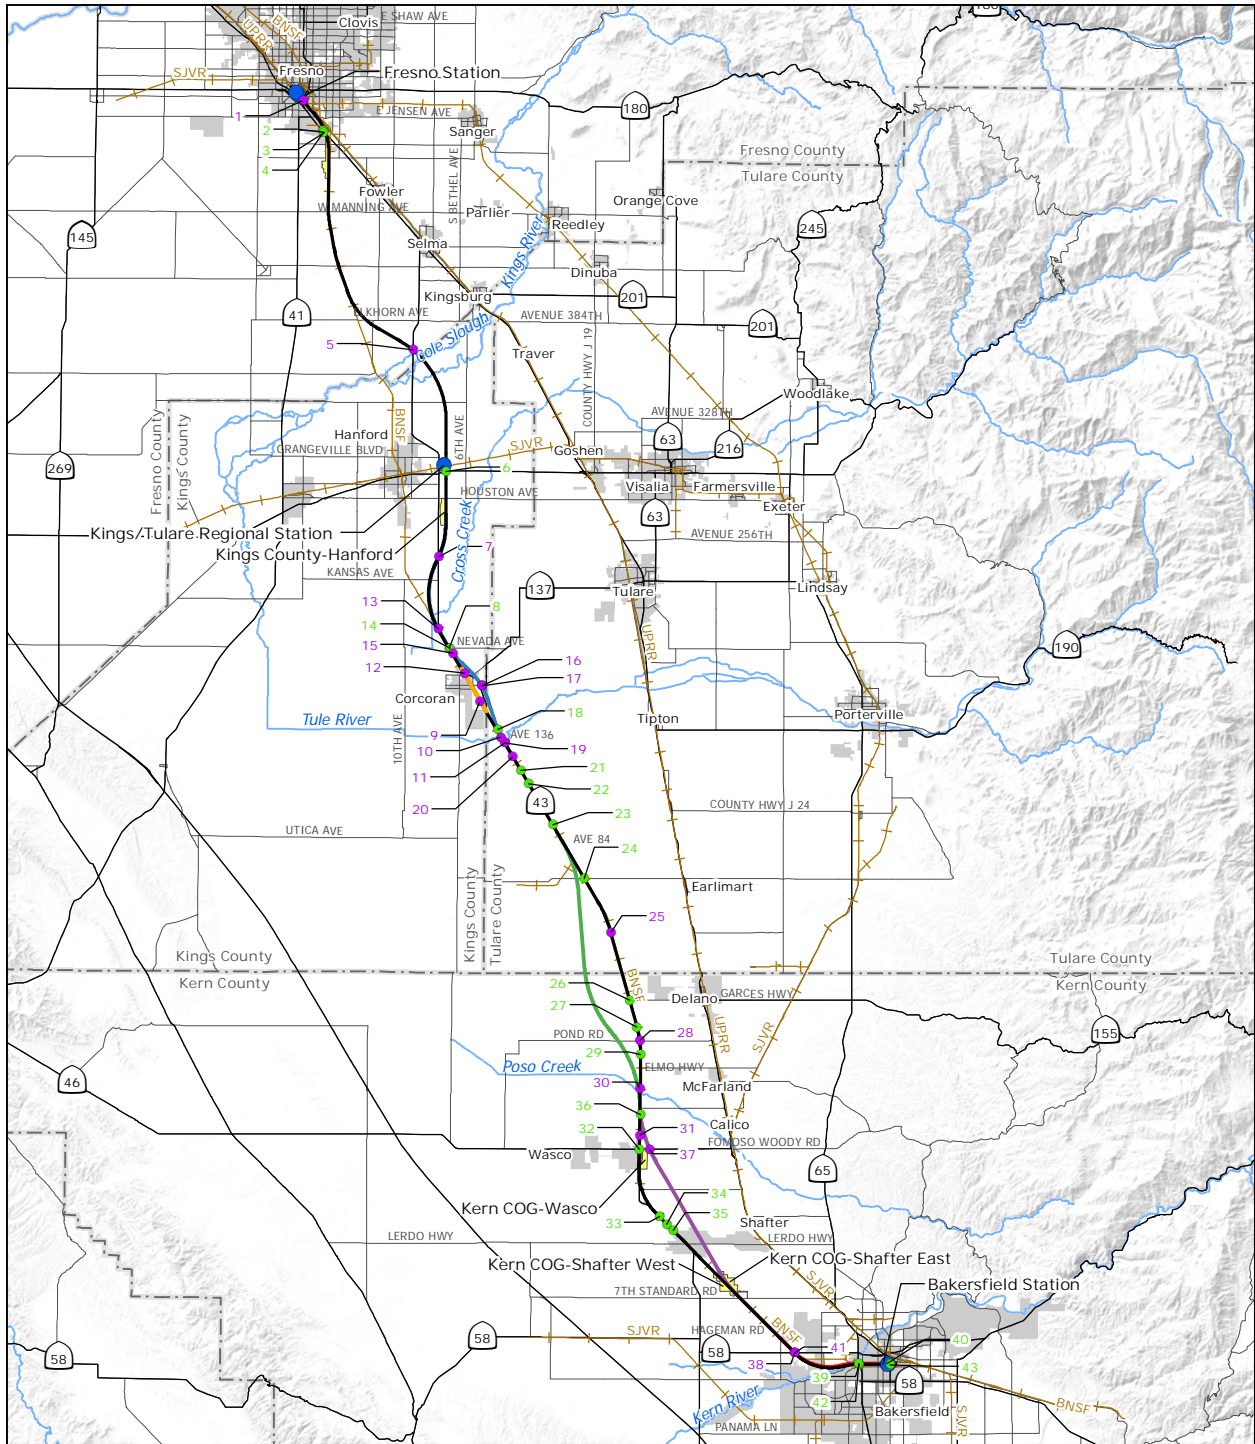 180
Clovis
E SHAW AVE
BNSF
UPRR
SJVR
Fresno
Fresno Station
1
E JENSEN AVE
180
2
Sanger
3
4
Fresno County
Tulare County
S BETHEL AVE
Fowler
W MANNING AVE
Parlier
Orange Cove
Reedley
145
245
Selma
Kings River
Dinuba
Kingsburg
201
41
ELKHORN AVE
AVENUE 384TH
201
5
Cole Slough
COUNTY HWY J 19
Traver
Woodlake
Fresno County
Kings County
BNSF
6TH AVE
AVENUE 328TH
Hanford
GRANGEVILLE BLVD
SJVR
Goshen
63
216
269
6
Visalia
Farmersville
HOUSTON AVE
Exeter
63
Kings/Tulare Regional Station
AVENUE 256TH
Kings County-Hanford
Cross Creek
7
KANSAS AVE
137
Tulare
Lindsay
13
8
14
NEVADA AVE
15
UPRR
190
12
16
17
Corcoran
Tule River
18
Tipton
Porterville
10TH AVE
9
AVE 136
10
19
11
21
22
20
43
COUNTY HWY J 24
23
UTICA AVE
AVE 84
24
Earlimart
25
Kings County
Tulare County
Kings County
Kern County
Tulare County
Kern County
BNSF
26
Delano
GARCES HWY
27
UPRR
SJVR
POND RD
28
155
29
Poso Creek
ELMO HWY
46
30
McFarland
36
Calico
32
31
FOMOSO WOODY RD
Wasco
37
65
34
Kern COG-Wasco
35
33
Shafter
LERDO HWY
LERDO HWY
Kern COG-Shafter West
Kern COG-Shafter East
SJVR
Bakersfield Station
7TH STANDARD RD
BNSF
SJVR
HAGEMAN RD
58
58
58
41
40
38
39
43
58
42
Kern River
Bakersfield
BNSF
SJVR
PANAMA LN